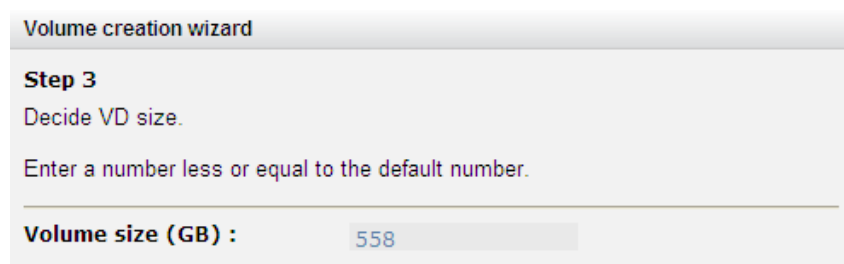 Volume creation wizard
Step 3
Decide VD size.
Enter a number less or equal to the default number.
Volume size (GB) : 558